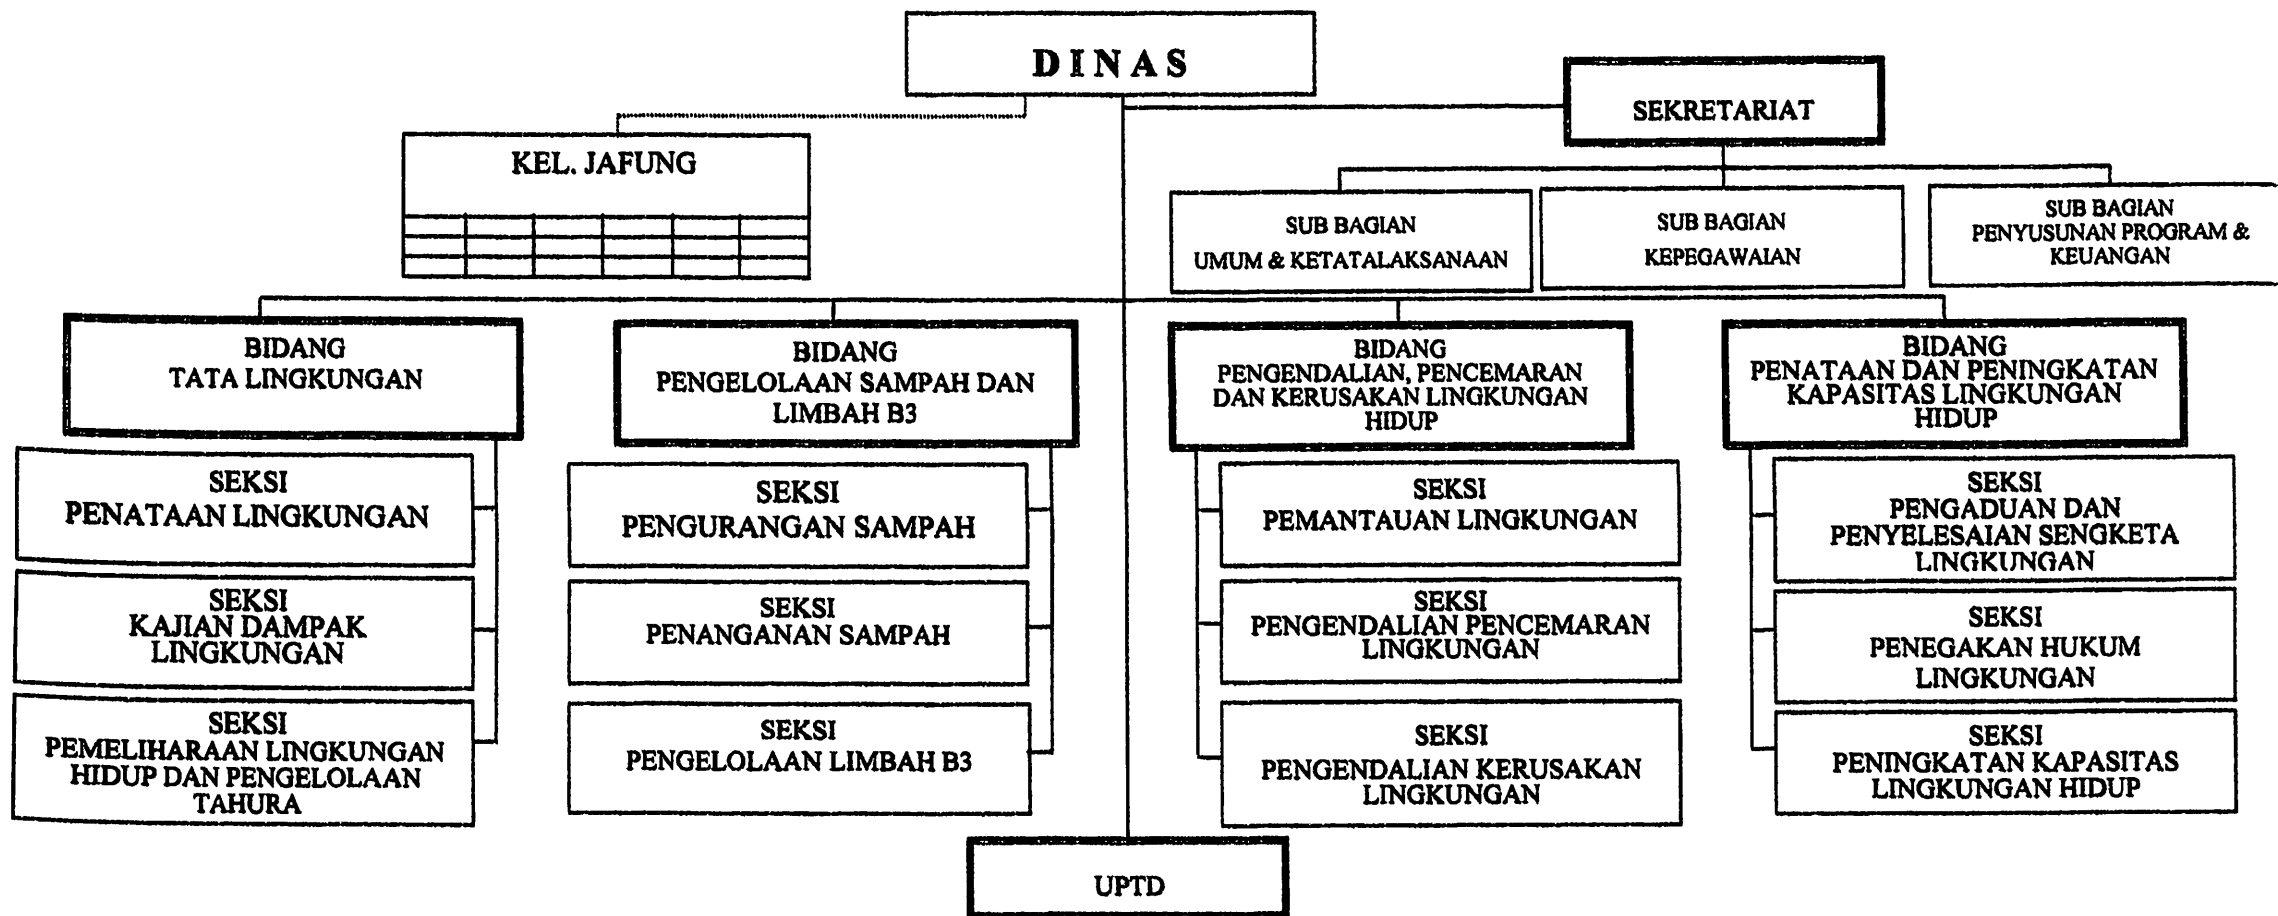 DINAS
SEKRETARIAT
KEL. JAFUNG
SUB BAGIAN
UMUM & KETATALAKSANAAN
SUB BAGIAN
KEPEGAWAIAN
SUB BAGIAN
PENYUSUNAN PROGRAM &
KEUANGAN
BIDANG
TATA LINGKUNGAN
BIDANG
PENGELOLAAN SAMPAH DAN
LIMBAH B3
BIDANG
PENGENDALIAN, PENCEMARAN
DAN KERUSAKAN LINGKUNGAN
HIDUP
BIDANG
PENATAAN DAN PENINGKATAN
KAPASITAS LINGKUNGAN
HIDUP
SEKSI
PENATAAN LINGKUNGAN
SEKSI
KAJIAN DAMPAK
LINGKUNGAN
SEKSI
PEMELIHARAAN LINGKUNGAN
HIDUP DAN PENGELOLAAN
TAHURA
SEKSI
PENGURANGAN SAMPAH
SEKSI
PENANGANAN SAMPAH
SEKSI
PENGELOLAAN LIMBAH B3
SEKSI
PEMANTAUAN LINGKUNGAN
SEKSI
PENGENDALIAN PENCEMARAN
LINGKUNGAN
SEKSI
PENGENDALIAN KERUSAKAN
LINGKUNGAN
SEKSI
PENGADUAN DAN
PENYELESAIAN SENGKETA
LINGKUNGAN
SEKSI
PENEGAKAN HUKUM
LINGKUNGAN
SEKSI
PENINGKATAN KAPASITAS
LINGKUNGAN HIDUP
UPTD